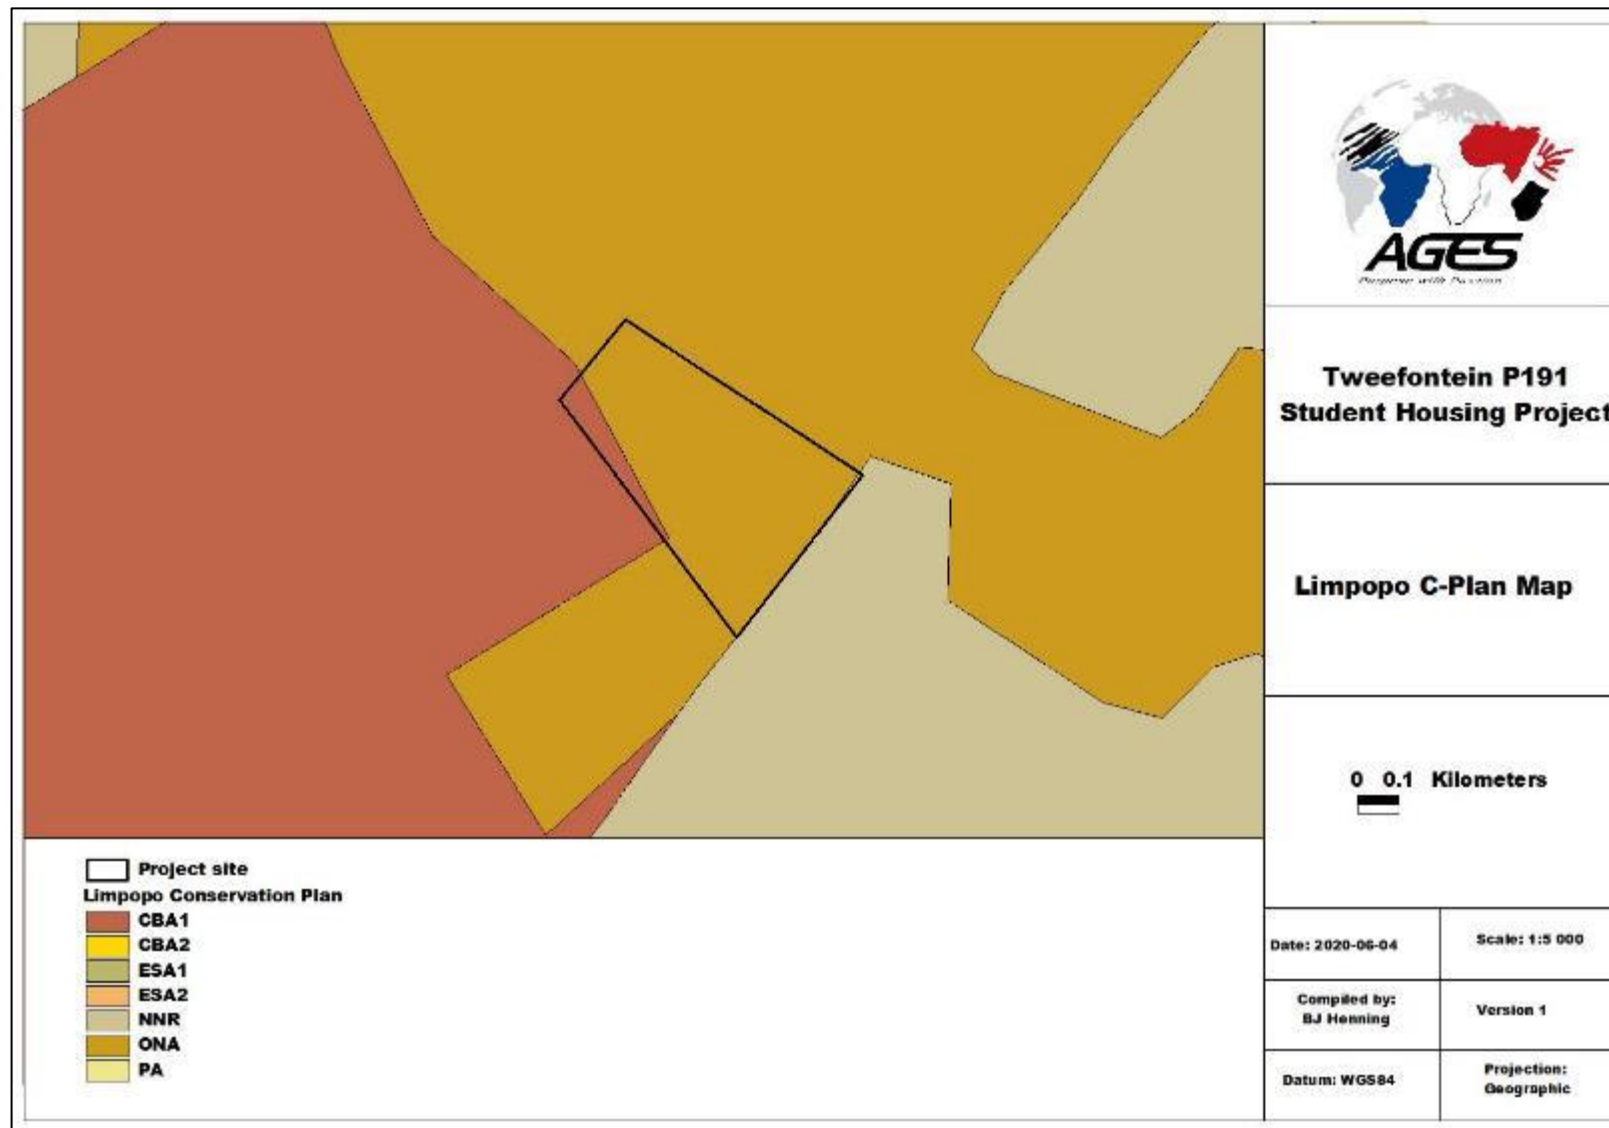 AGES
Tweefontein P191
Student Housing Project
Limpopo C-Plan Map
0 0.1 Kilometers
Project site
Limpopo Conservation Plan
CBA1
CBA2
ESA1
ESA2
NNR
ONA
PA
Date: 2020-06-04
Scale: 1:5 000
Compiled by:
BJ Henning
Version 1
Datum: WGS84
Projection:
Geographic